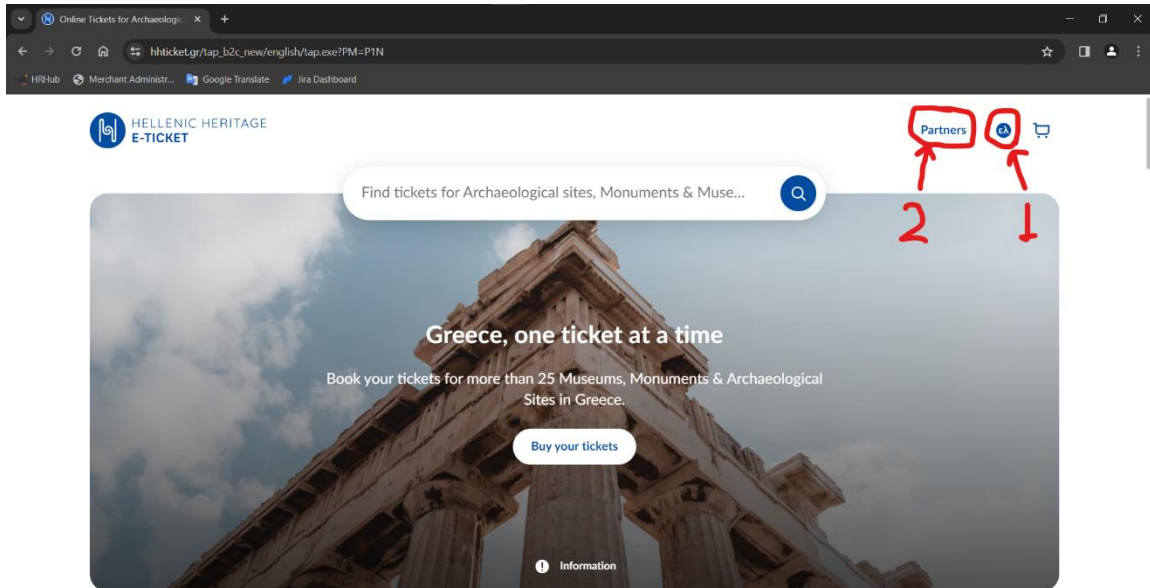 Online Tickets for Archaeologic
hhticket.gr/tap_b2c_new/english/tap.exe?PM=P1N
HRHub Merchant Administr... Google Translate Jira Dashboard
HELLENIC HERITAGE
E-TICKET
Partners ελ
Find tickets for Archaeological sites, Monuments & Muse...
2 1
Greece, one ticket at a time
Book your tickets for more than 25 Museums, Monuments & Archaeological
Sites in Greece.
Buy your tickets
Information